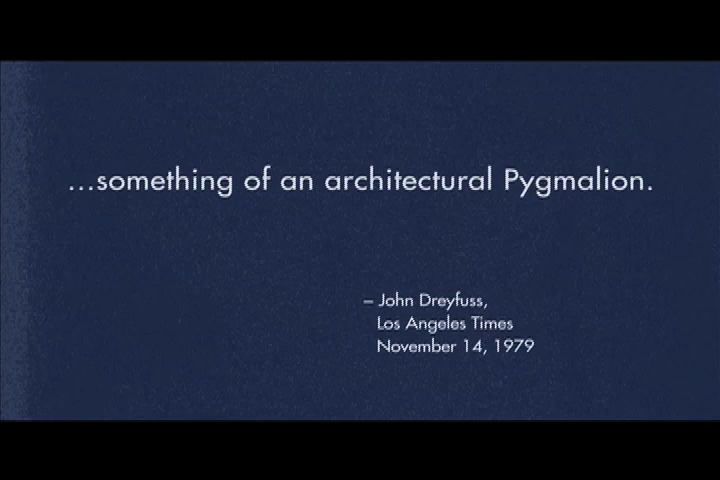 ...something of an architectural Pygmalion.
– John Dreyfuss,
Los Angeles Times
November 14, 1979